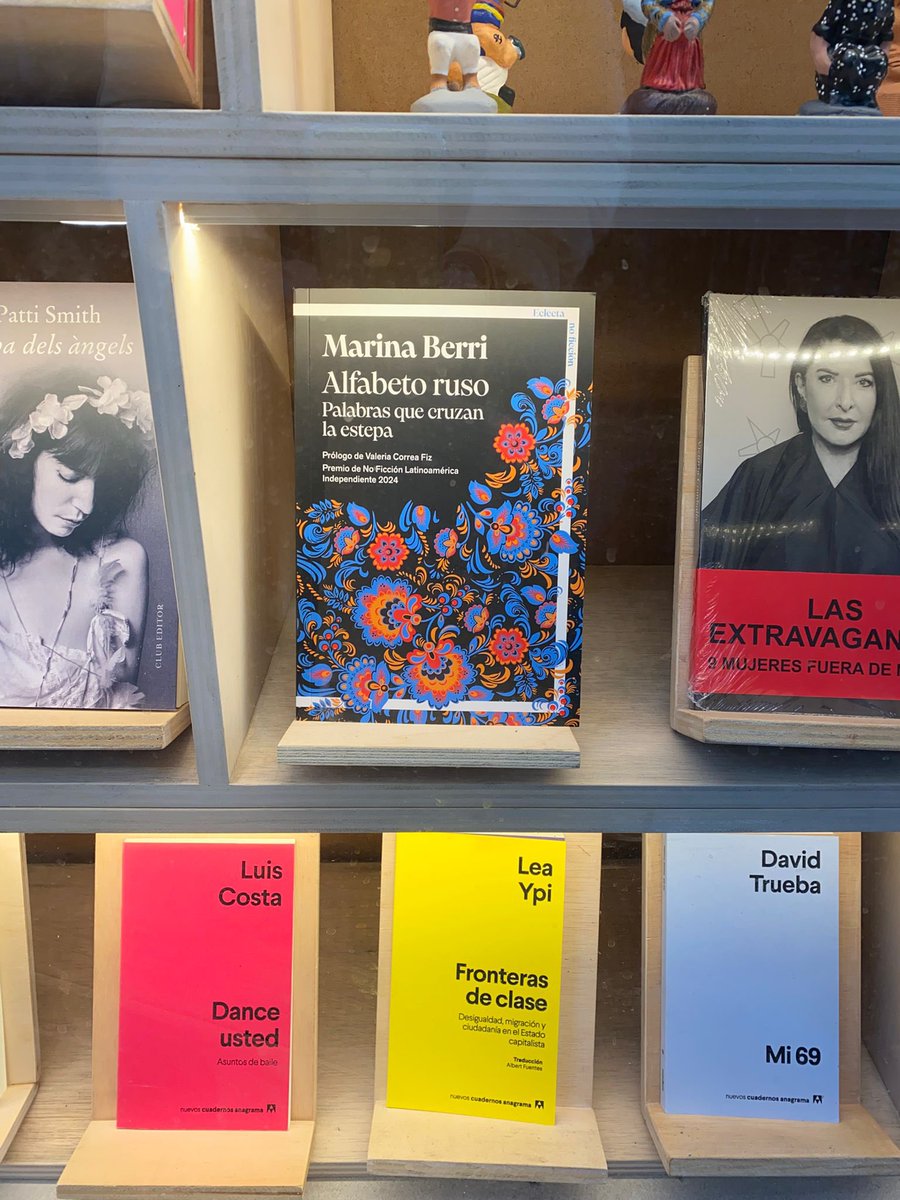 Patti Smith
dels àngels
CLUB EDITOR
Eclecta
no ficción
Marina Berri
Alfabeto ruso
Palabras que cruzan
la estepa
Prólogo de Valeria Correa Fiz
Premio de No Ficción Latinoamérica
Independiente 2024
LAS
EXTRAVAGAN
9 MUJERES FUERA DE
Luis
Costa
Dance
usted
Asuntos de baile
nuevos cuadernos anagrama
Lea
Ypi
Fronteras
de clase
Desigualdad, migración y
ciudadanía en el Estado
capitalista
Traducción
Albert Fuentes
nuevos cuadernos anagrama
David
Trueba
Mi 69
nuevos cuadernos anagrama